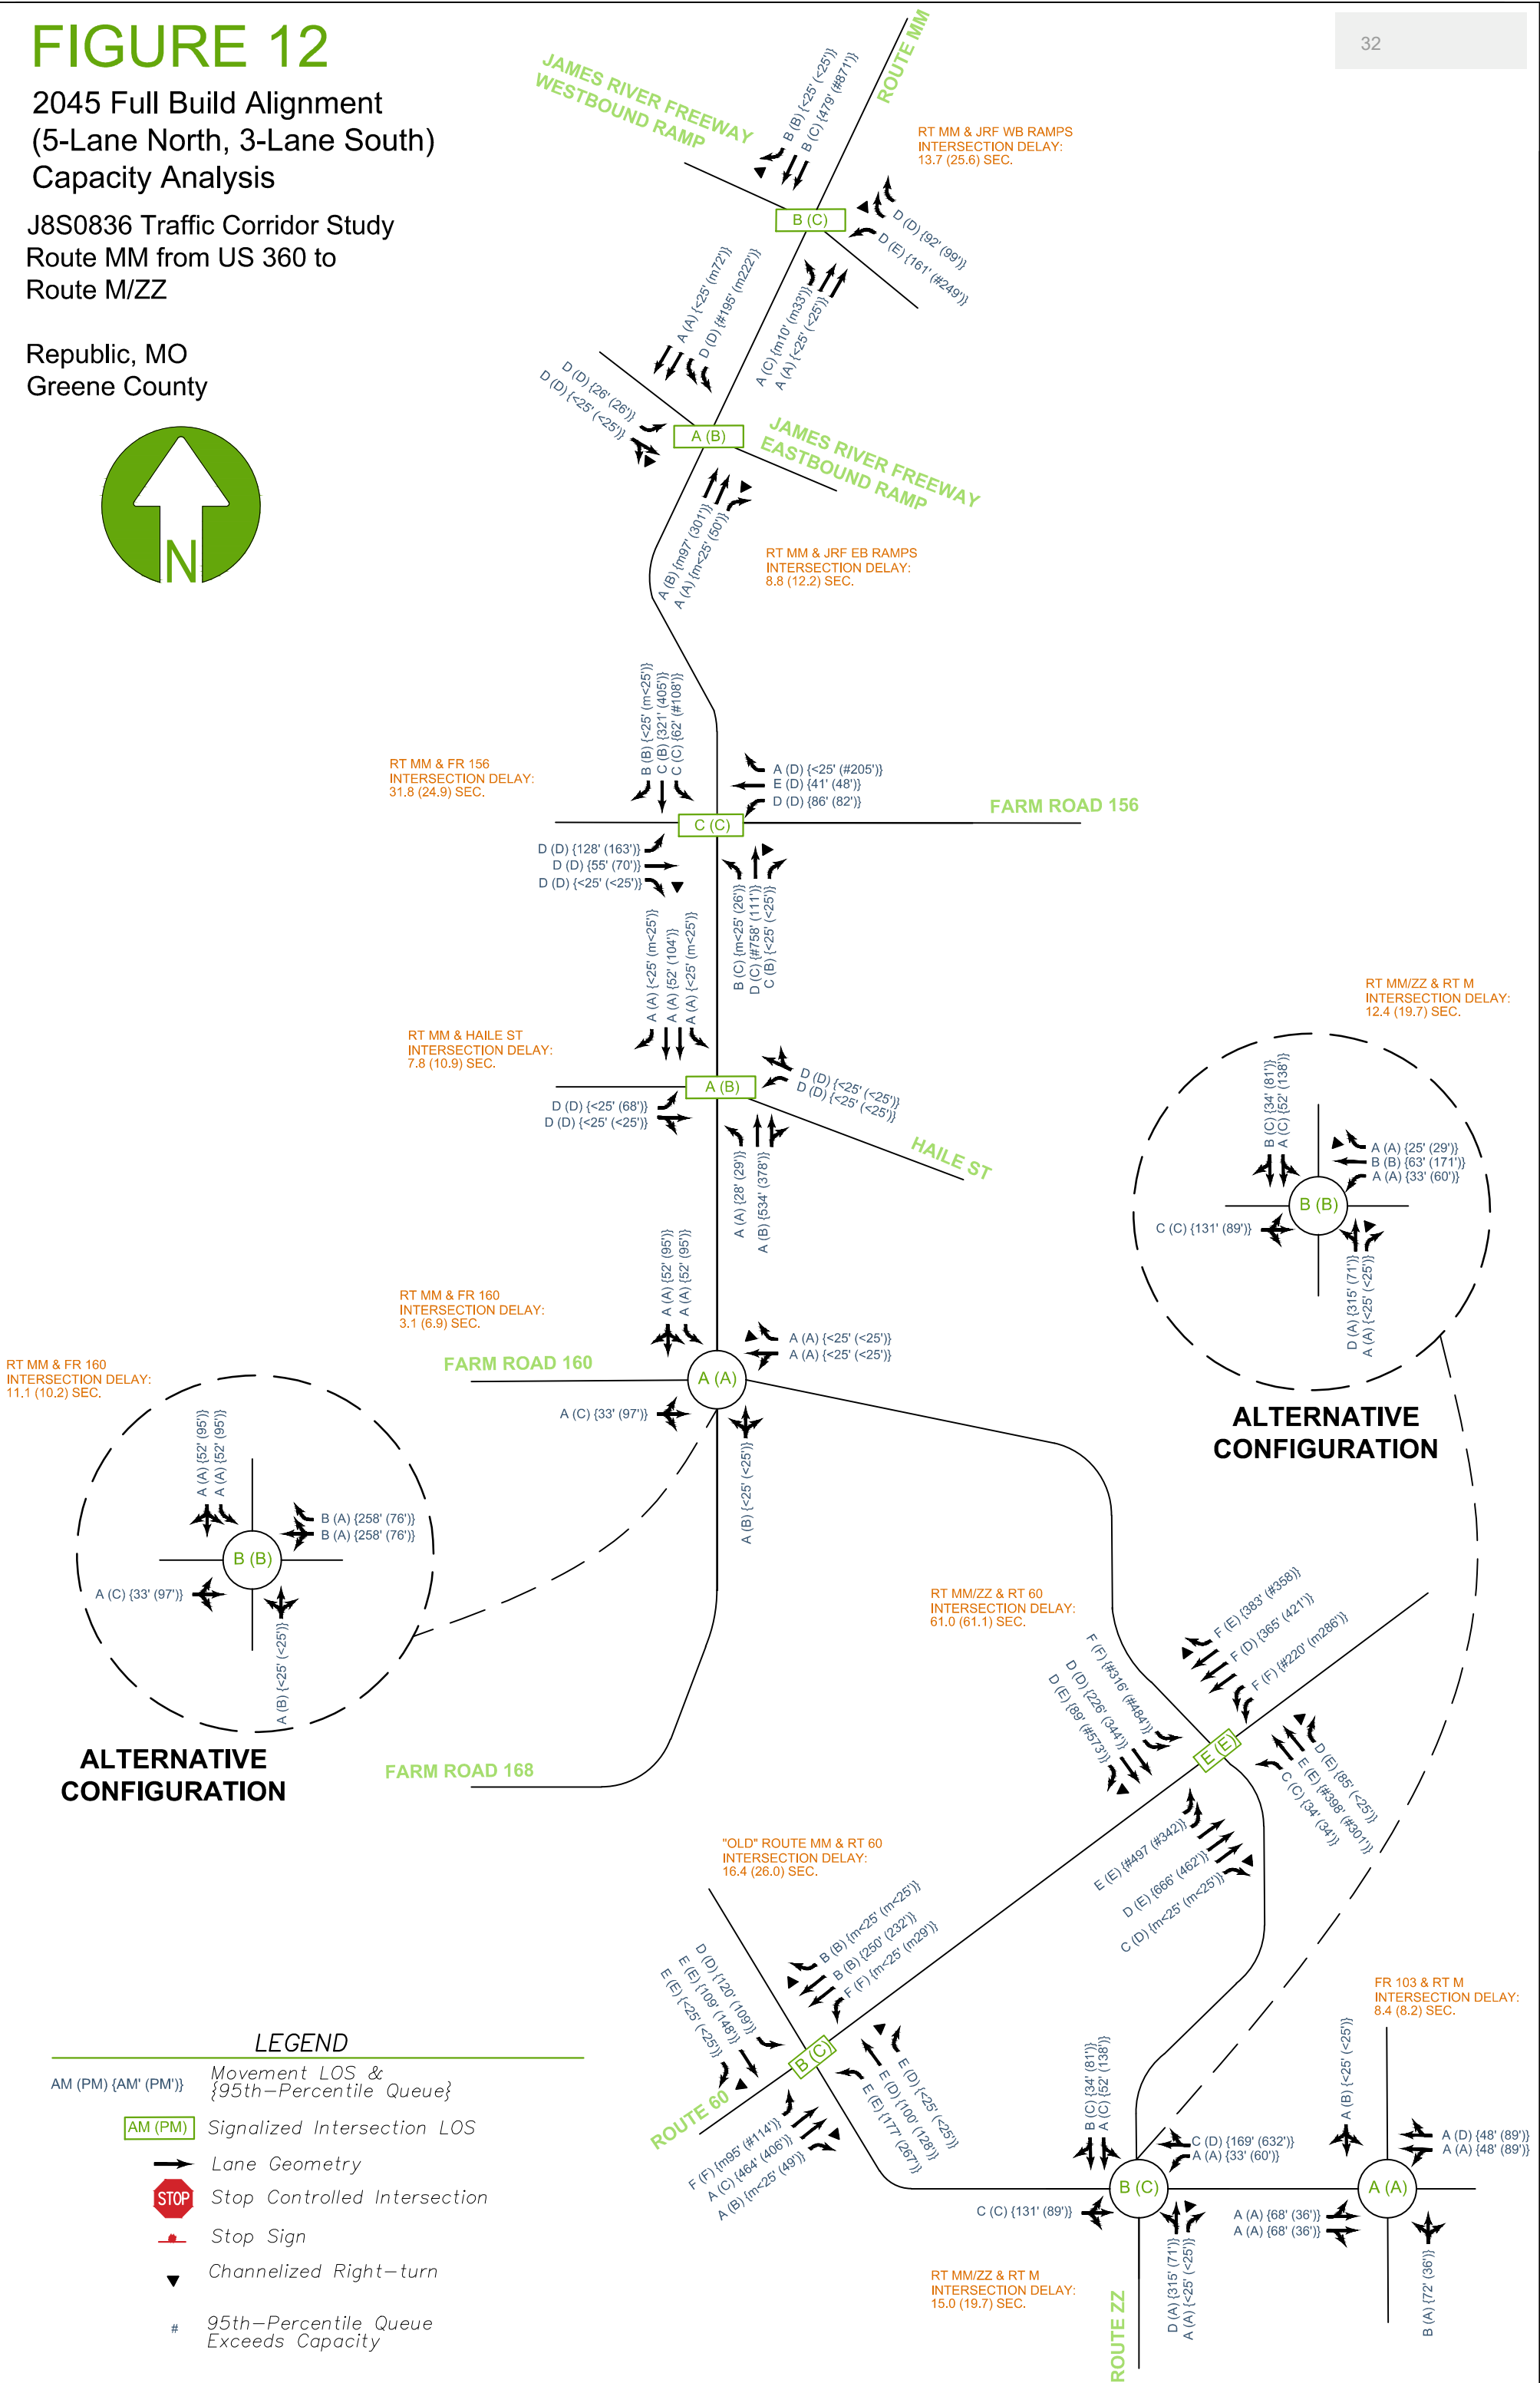 FIGURE 12
2045 Full Build Alignment
(5-Lane North, 3-Lane South)
Capacity Analysis
J8S0836 Traffic Corridor Study
Route MM from US 360 to
Route M/ZZ
Republic, MO
Greene County
N
32
JAMES RIVER FREEWAY
WESTBOUND RAMP
ROUTE MM
B (B) {<25' (<25')}
B (C) {479' (#871')}
RT MM & JRF WB RAMPS
INTERSECTION DELAY:
13.7 (25.6) SEC.
B (C)
D (D) {92' (99')}
D (E) {161' (#249')}
A (C) {m10' (m33')}
A (A) {<25' (<25')}
A (A) {<25' (m72')}
D (D) {#195' (m222')}
D (D) {26' (26')}
D (D) {<25' (<25')}
A (B)
JAMES RIVER FREEWAY
EASTBOUND RAMP
A (B) {m97' (301')}
A (A) {m<25' (50')}
RT MM & JRF EB RAMPS
INTERSECTION DELAY:
8.8 (12.2) SEC.
B (B) {<25' (m<25')}
C (B) {321' (405')}
C (C) {62' (#108')}
RT MM & FR 156
INTERSECTION DELAY:
31.8 (24.9) SEC.
A (D) {<25' (#205')}
E (D) {41' (48')}
D (D) {86' (82')}
FARM ROAD 156
C (C)
D (D) {128' (163')}
D (D) {55' (70')}
D (D) {<25' (<25')}
B (C) {m<25' (26')}
D (C) {#758' (111')}
C (B) {<25' (<25')}
A (A) {<25' (m<25')}
A (A) {52' (104')}
A (A) {<25' (m<25')}
RT MM & HAILE ST
INTERSECTION DELAY:
7.8 (10.9) SEC.
A (B)
D (D) {<25' (<25')}
D (D) {<25' (<25')}
D (D) {<25' (68')}
D (D) {<25' (<25')}
HAILE ST
A (A) {28' (29')}
A (B) {534' (378')}
RT MM/ZZ & RT M
INTERSECTION DELAY:
12.4 (19.7) SEC.
B (C) {34' (81')}
A (C) {52' (138')}
A (A) {25' (29')}
B (B) {63' (171')}
A (A) {33' (60')}
B (B)
C (C) {131' (89')}
D (A) {315' (71')}
A (A) {<25' (<25')}
ALTERNATIVE
CONFIGURATION
A (A) {52' (95')}
A (A) {52' (95')}
RT MM & FR 160
INTERSECTION DELAY:
3.1 (6.9) SEC.
A (A) {<25' (<25')}
A (A) {<25' (<25')}
FARM ROAD 160
A (A)
A (C) {33' (97')}
A (B) {<25' (<25')}
RT MM & FR 160
INTERSECTION DELAY:
11.1 (10.2) SEC.
A (A) {52' (95')}
A (A) {52' (95')}
B (A) {258' (76')}
B (A) {258' (76')}
B (B)
A (C) {33' (97')}
A (B) {<25' (<25')}
ALTERNATIVE
CONFIGURATION
FARM ROAD 168
RT MM/ZZ & RT 60
INTERSECTION DELAY:
61.0 (61.1) SEC.
F (E) {383' (#358)}
F (D) {365' (421'}
F (F) {#220' (m286')}
F (F) {#316' (#484')}
D (D) {226' (344')}
D (E) {89' (#573')}
E (E)
D (E) {85' (<25')}
E (E) {#398' (#301')}
C (C) {34' (34')}
E (E) {#497 (#342')}
D (E) {666' (462')}
C (D) {m<25' (m<25')}
"OLD" ROUTE MM & RT 60
INTERSECTION DELAY:
16.4 (26.0) SEC.
B (B) {m<25' (m<25')}
B (B) {250' (232')}
F (F) {m<25' (m29')}
D (D) {120' (109')}
E (E) {109' (148')}
E (E) {<25' (<25')}
B (C)
E (D) {<25' (<25')}
E (D) {100' (128')}
E (E) {177' (267')}
ROUTE 60
F (F) {m95' (#114')}
A (C) {464' (406')}
A (B) {m<25' (49')}
FR 103 & RT M
INTERSECTION DELAY:
8.4 (8.2) SEC.
B (C) {34' (81')}
A (C) {52' (138')}
C (D) {169' (632')}
A (A) {33' (60')}
B (C)
C (C) {131' (89')}
D (A) {315' (71')}
A (A) {<25' (<25')}
RT MM/ZZ & RT M
INTERSECTION DELAY:
15.0 (19.7) SEC.
ROUTE ZZ
A (B) {<25' (<25')}
A (D) {48' (89')}
A (A) {48' (89')}
A (A)
A (A) {68' (36')}
A (A) {68' (36')}
B (A) {72' (36')}
LEGEND
AM (PM) {AM' (PM')}
Movement LOS &
{95th-Percentile Queue}
AM (PM)
Signalized Intersection LOS
Lane Geometry
STOP
Stop Controlled Intersection
Stop Sign
Channelized Right-turn
#
95th-Percentile Queue
Exceeds Capacity